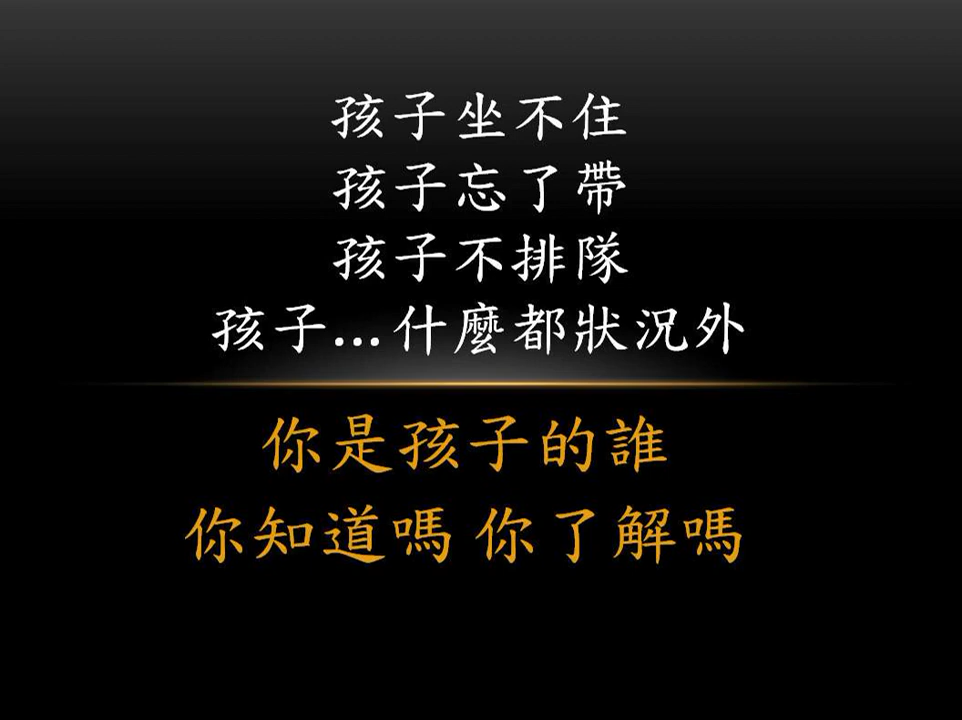 孩子坐不住
孩子忘了帶
孩子不排隊
孩子...什麼都狀況外
你是孩子的誰
你知道嗎 你了解嗎